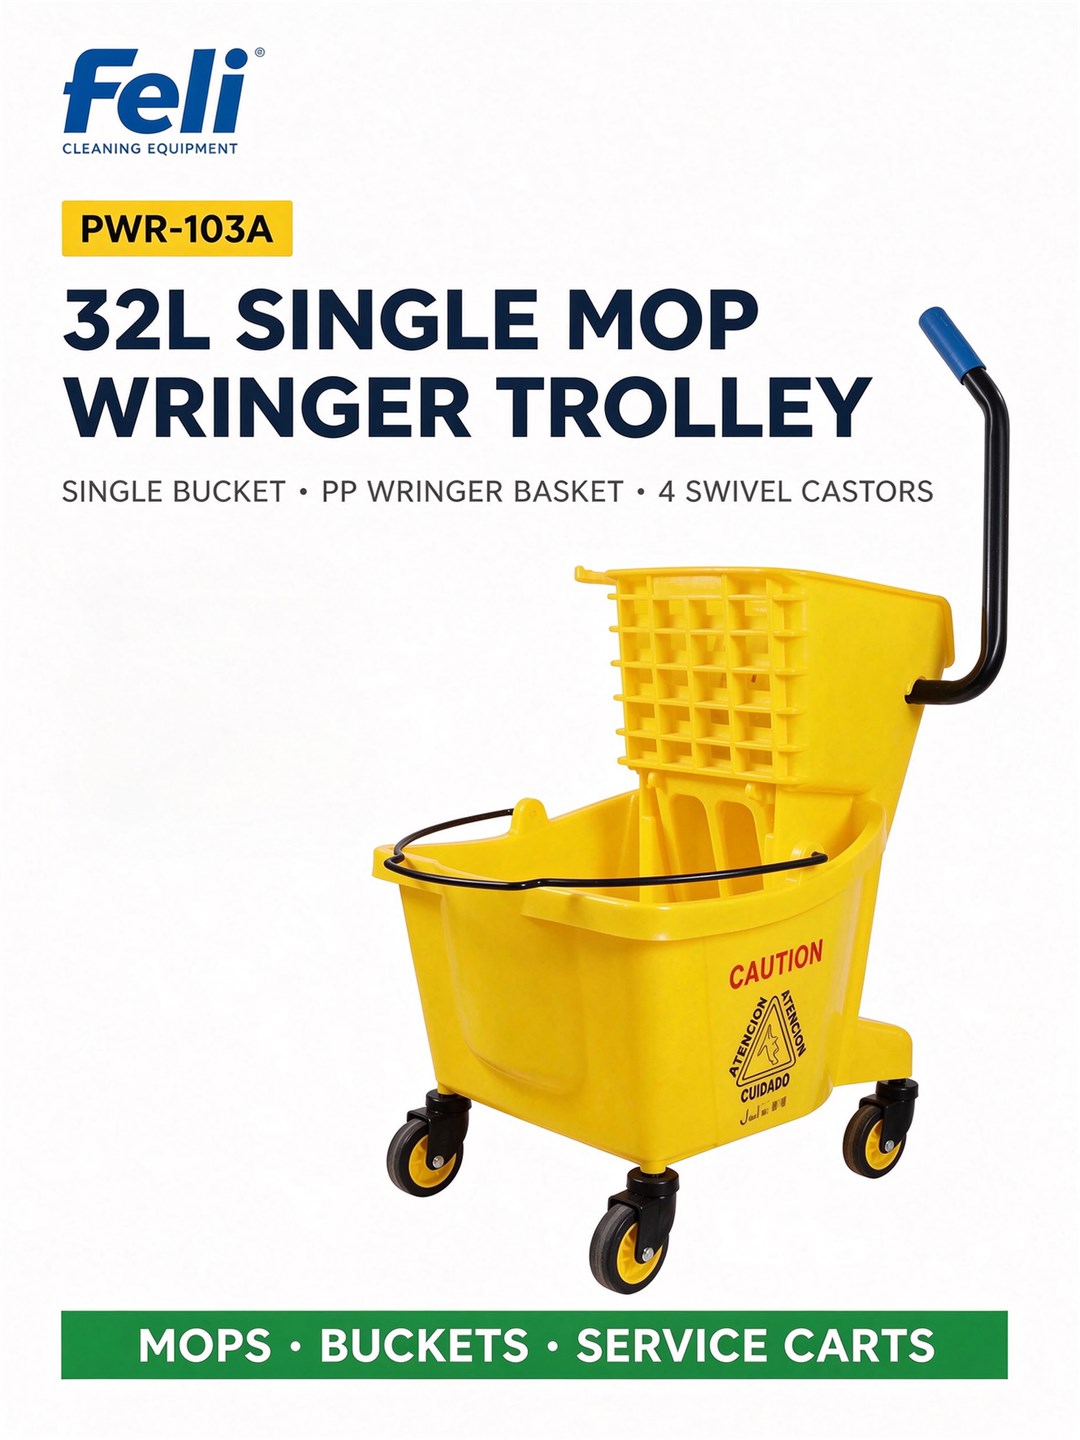 Feli®
CLEANING EQUIPMENT
PWR-103A
32L SINGLE MOP
WRINGER TROLLEY
SINGLE BUCKET • PP WRINGER BASKET • 4 SWIVEL CASTORS
CAUTION
ATENCION
ATENCION
CUIDADO
MOPS • BUCKETS • SERVICE CARTS